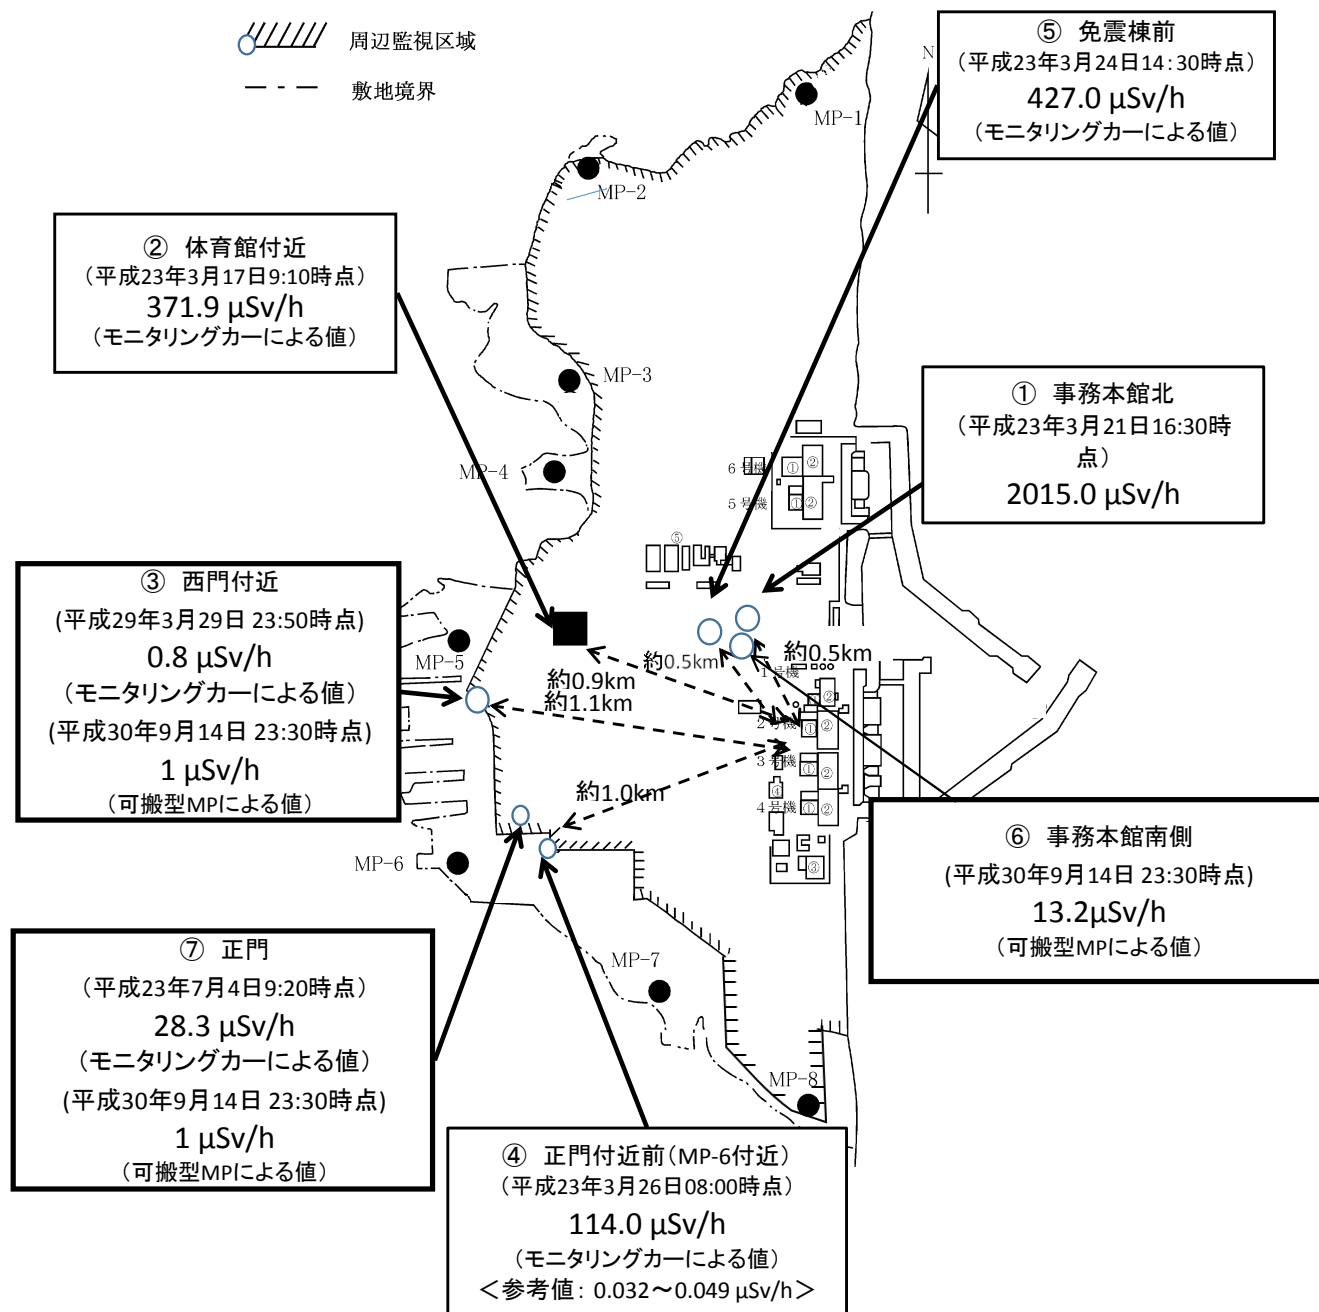 周辺監視区域
敷地境界
⑤ 免震棟前
(平成23年3月24日14:30時点)
427.0 μSv/h
(モニタリングカーによる値)
N
MP-1
MP-2
② 体育館付近
(平成23年3月17日9:10時点)
371.9 μSv/h
(モニタリングカーによる値)
MP-3
① 事務本館北
(平成23年3月21日16:30時
点)
2015.0 μSv/h
MP-4
6号機
① ②
5号機
① ②
⑤
③ 西門付近
(平成29年3月29日 23:50時点)
0.8 μSv/h
(モニタリングカーによる値)
(平成30年9月14日 23:30時点)
1 μSv/h
(可搬型MPによる値)
MP-5
約0.5km
約0.5km
約0.9km
約1.1km
1号機
②
2号機
① ②
3号機
① ②
④
4号機
① ②
③
約1.0km
MP-6
⑥ 事務本館南側
(平成30年9月14日 23:30時点)
13.2μSv/h
(可搬型MPによる値)
⑦ 正門
(平成23年7月4日9:20時点)
28.3 μSv/h
(モニタリングカーによる値)
(平成30年9月14日 23:30時点)
1 μSv/h
(可搬型MPによる値)
MP-7
MP-8
④ 正門付近前(MP-6付近)
(平成23年3月26日08:00時点)
114.0 μSv/h
(モニタリングカーによる値)
<参考値: 0.032～0.049 μSv/h>